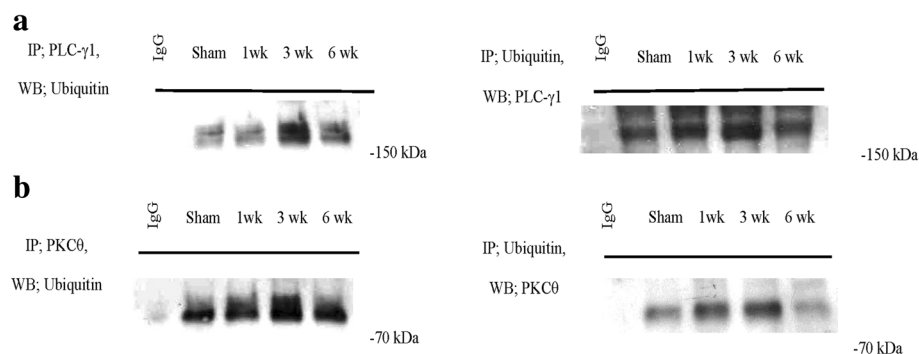 a
IP; PLC-γ1,
WB; Ubiquitin
IgG
Sham 1wk 3 wk 6 wk
-150 kDa
IP; Ubiquitin,
WB; PLC-γ1
IgG
Sham 1wk 3 wk 6 wk
-150 kDa
b
IP; PKCθ,
WB; Ubiquitin
IgG
Sham 1wk 3 wk 6 wk
-70 kDa
IP; Ubiquitin,
WB; PKCθ
IgG
Sham 1wk 3 wk 6 wk
-70 kDa